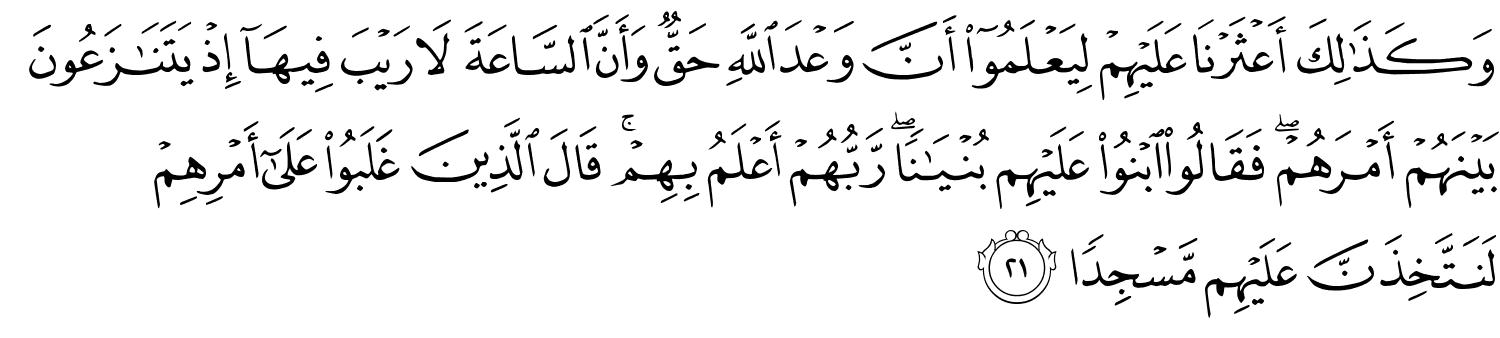 وَكَذَٰلِكَ أَعْثَرْنَا عَلَيْهِمْ لِيَعْلَمُوٓا۟ أَنَّ وَعْدَ ٱللَّهِ حَقٌّ وَأَنَّ ٱلسَّاعَةَ لَا رَيْبَ فِيهَآ إِذْ يَتَنَٰزَعُونَ
بَيْنَهُمْ أَمْرَهُمْ ۖ فَقَالُوا۟ ٱبْنُوا۟ عَلَيْهِم بُنْيَٰنًا ۖ رَّبُّهُمْ أَعْلَمُ بِهِمْ ۚ قَالَ ٱلَّذِينَ غَلَبُوا۟ عَلَىٰٓ أَمْرِهِمْ
لَنَتَّخِذَنَّ عَلَيْهِم مَّسْجِدًا ٢١